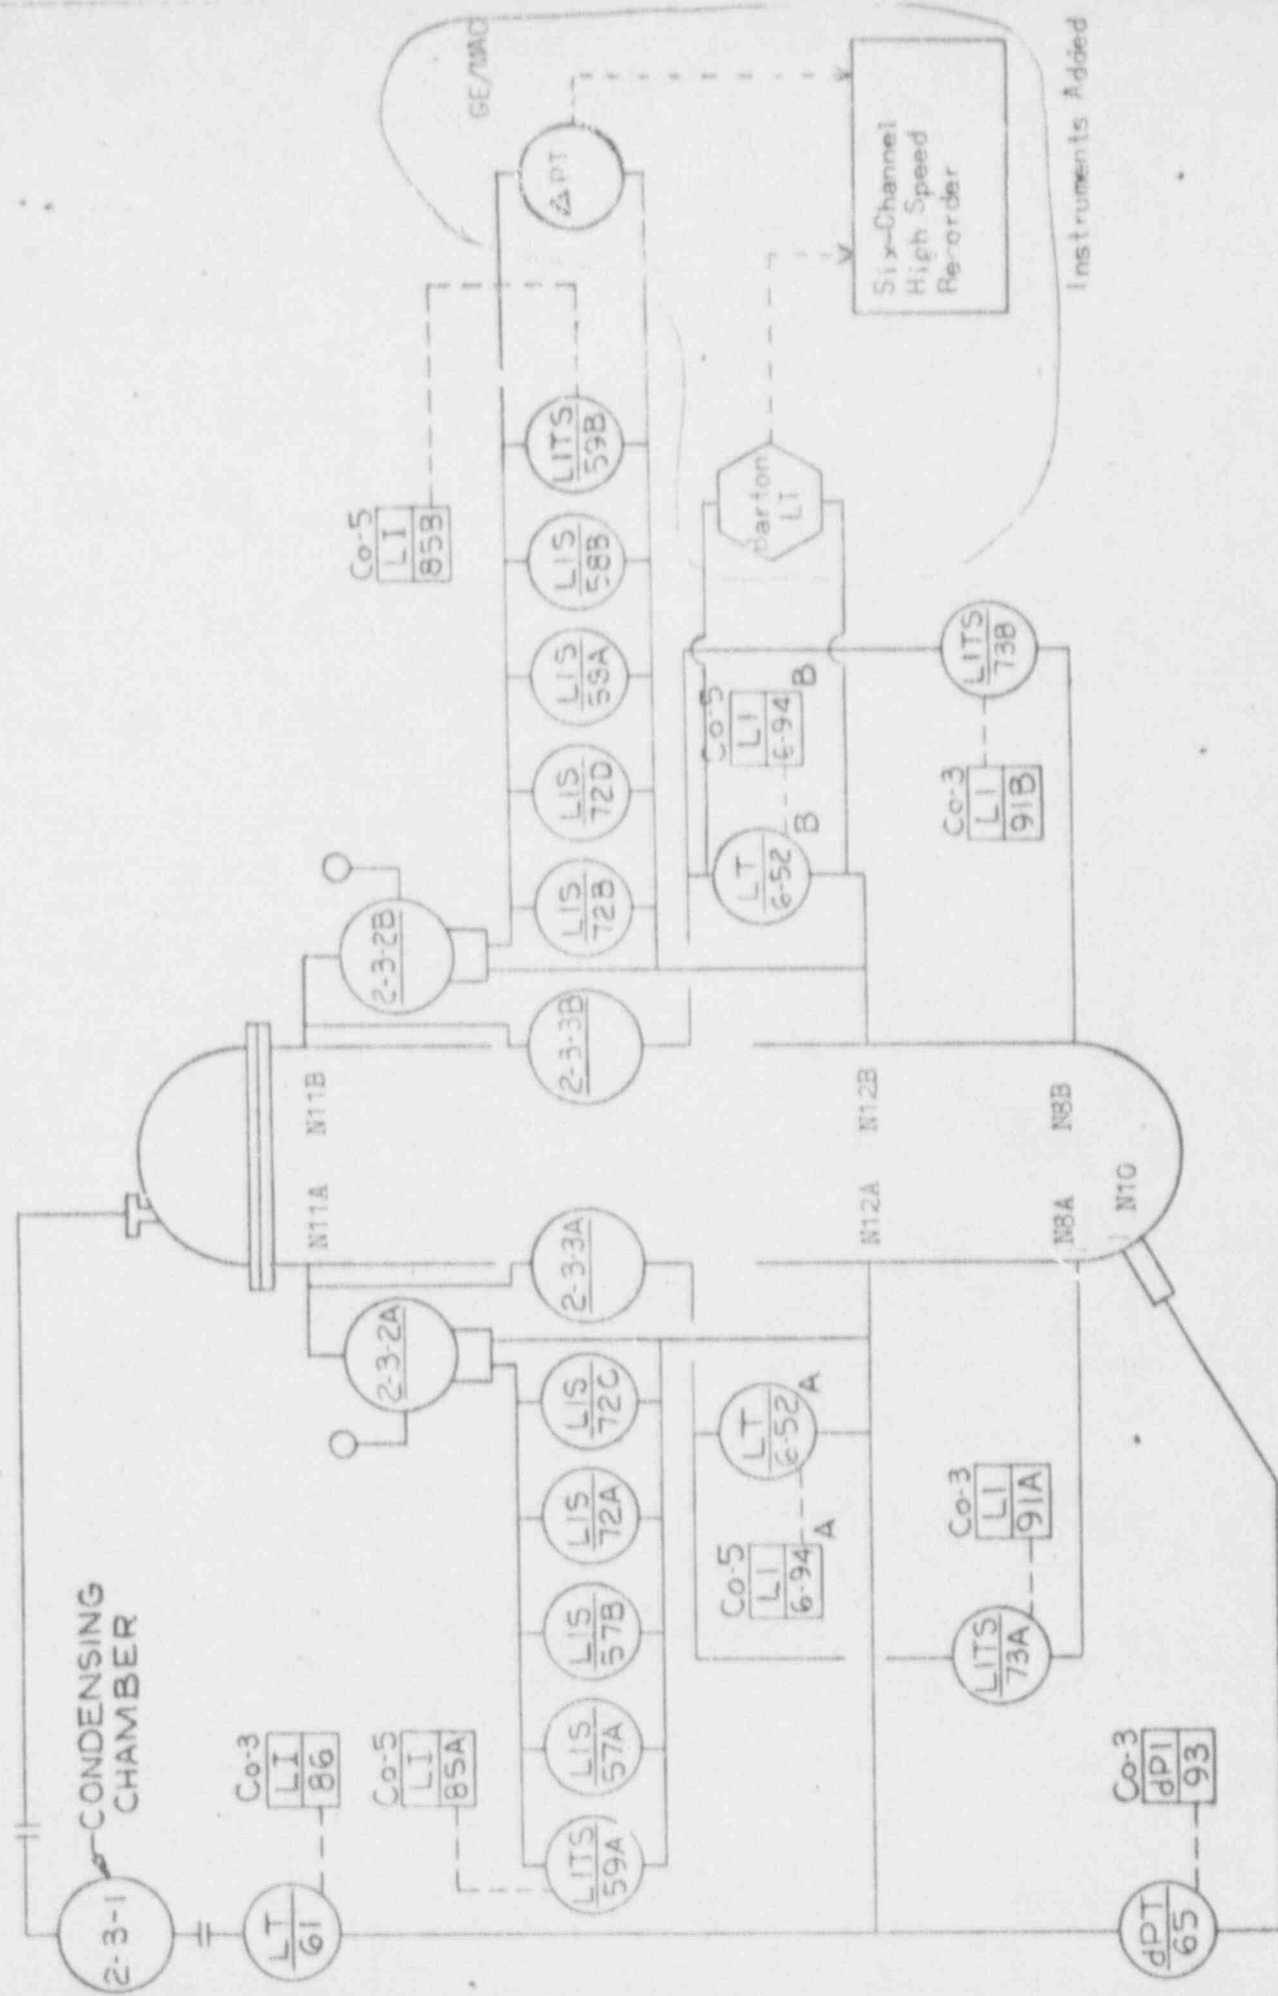 2-3-1
CONDENSING
CHAMBER
LT
61
Co-3
LI
86
Co-5
LI
85A
LITS
59A
LIS
57A
LIS
57B
LIS
72A
LIS
72C
2-3-2A
2-3-3A
N11A
N11B
2-3-2B
2-3-3B
LIS
72B
LIS
72D
LIS
58A
LIS
58B
LITS
59B
Co-5
LI
85B
GE/MAC
ΔPT
Six-Channel
High Speed
Recorder
Instruments Added
Barton
LT
Co-5
LI
6-94
B
LT
6-52
B
Co-5
LI
6-94
A
LT
6-52
A
N12A
N12B
LITS
73A
Co-3
LI
91A
N8A
N8B
N10
Co-3
LI
91B
LITS
73B
dPT
65
Co-3
dPI
93